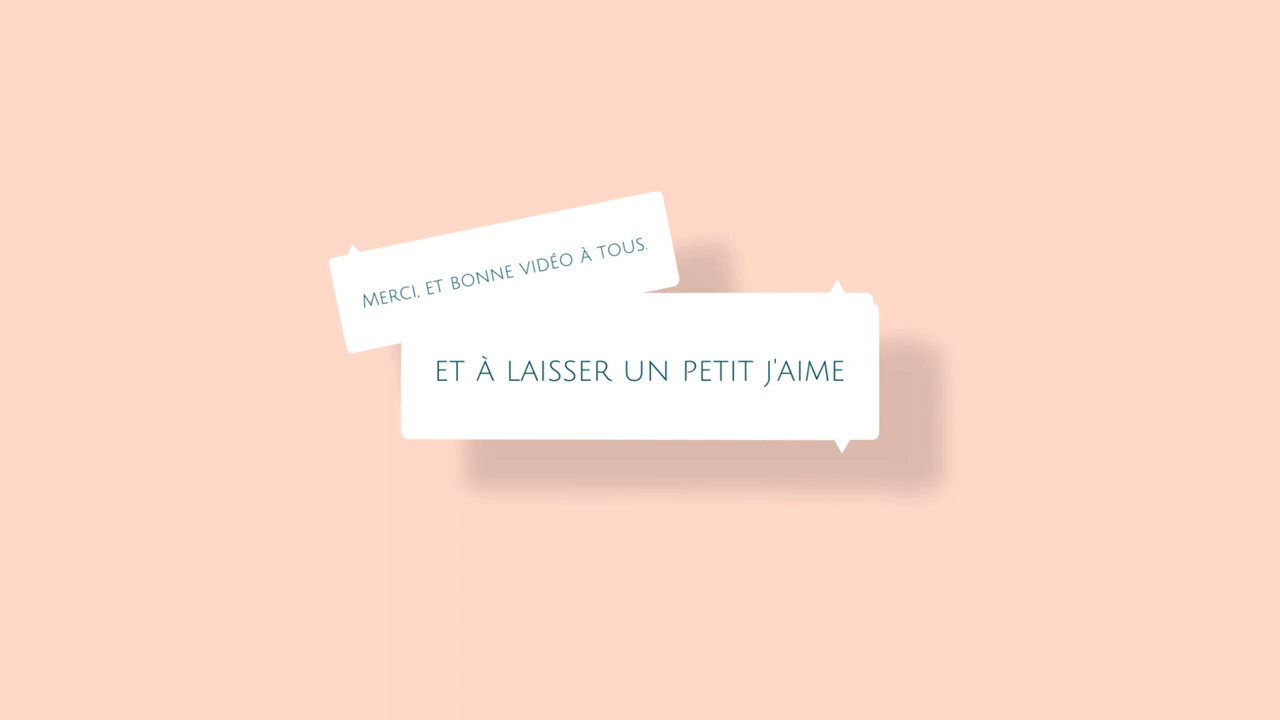 Merci, et bonne vidéo à tous.
et à laisser un petit j'aime